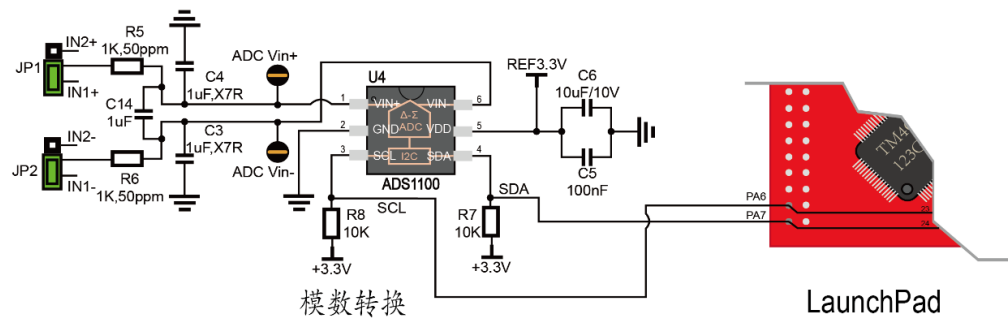 IN2+
R5
1K,50ppm
JP1
IN1+
C4
1uF,X7R
ADC Vin+
C14
1uF
IN2-
C3
1uF,X7R
JP2
IN1-
R6
1K,50ppm
ADC Vin-
U4
1 VIN+ VIN 6
Δ-Σ
ADC
2 GND VDD 5
3 SCL I2C SDA 4
ADS1100
REF3.3V
C6
10uF/10V
C5
100nF
SCL
SDA
R8
10K
R7
10K
+3.3V
+3.3V
模数转换
TM4
123C
PA6
23
PA7
24
LaunchPad